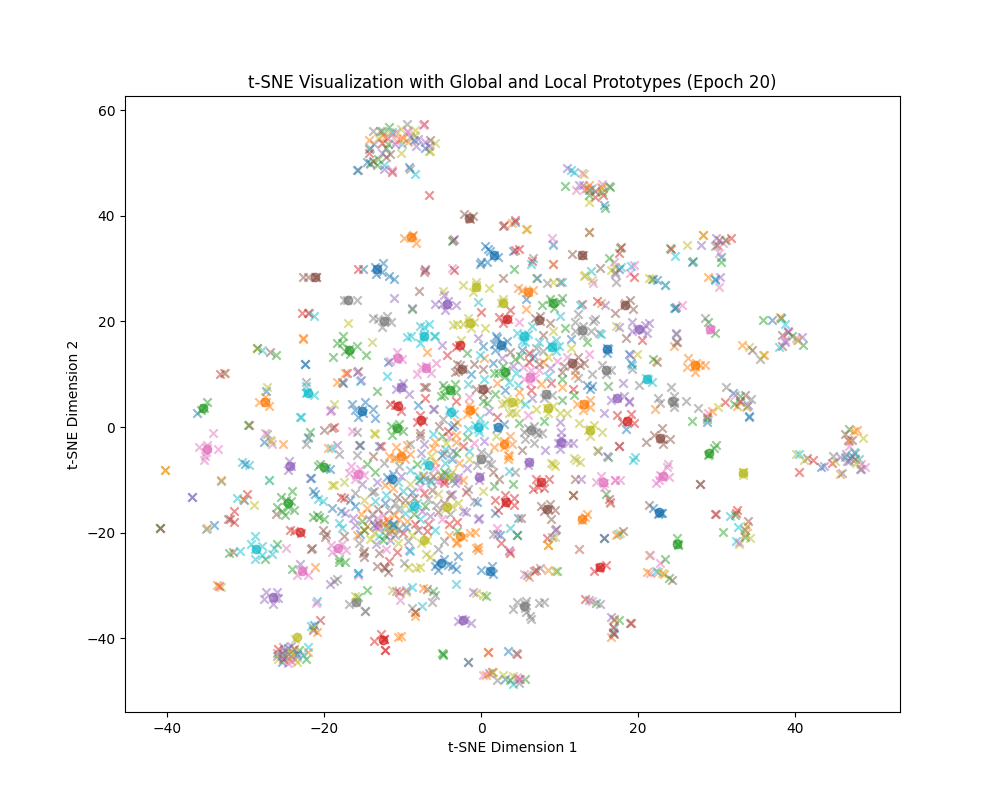 t-SNE Visualization with Global and Local Prototypes (Epoch 20)
60
40
20
0
−20
−40
t-SNE Dimension 2
−40 −20 0 20 40
t-SNE Dimension 1